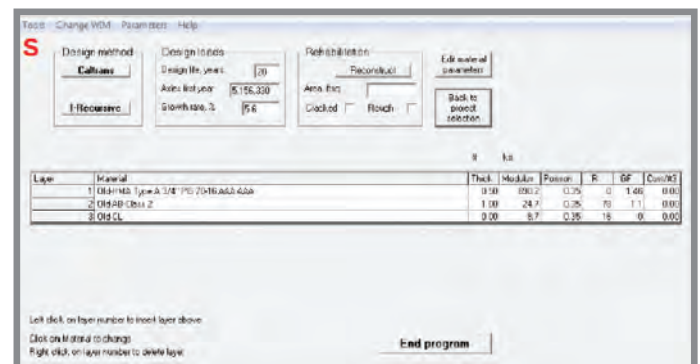 Tools Change WIM Parameters Help
S
Design method
Caltrans
I-Recursive
Design loads
Design life, years: 20
Axles first year 5,156,330
Growth rate, % 5.6
Rehabilitation
Reconstruct
Area,
Cracked Rough
Edit material
parameters
Back to
project
selection
ft ksi
Layer Material Thick Modulus Poisson R GF Cost/ft3
1 Old HMA Type A 3/4" PG 70-16 AAA-AAA 0.50 890.2 0.35 0 1.46 0.00
2 Old AB-Class 2 1.00 24.7 0.35 78 1.1 0.00
3 Old CL 0.00 8.7 0.35 16 0 0.00
Left click on layer number to insert layer above
Click on Material to change
Right click on layer number to delete layer
End program